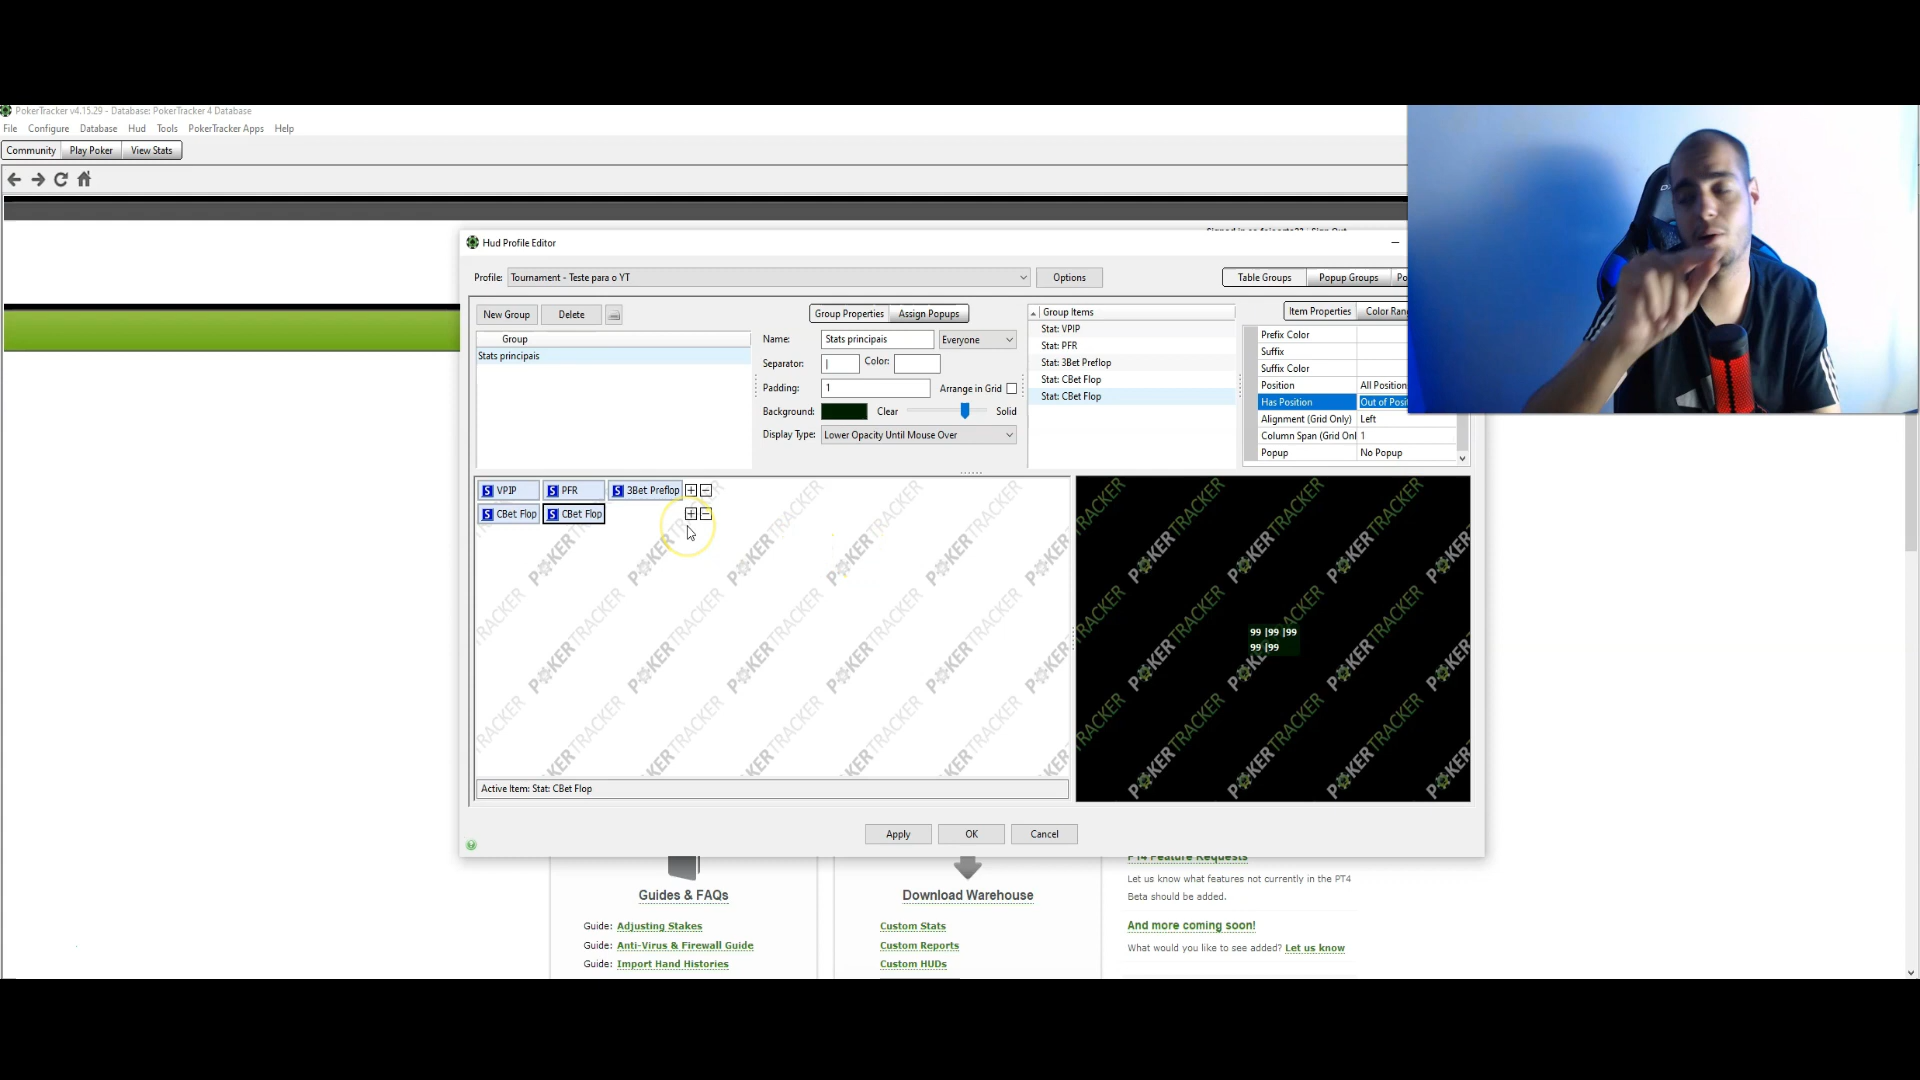 PokerTracker v4.15.29 - Database: PokerTracker 4 Database
File Configure Database Hud Tools PokerTracker Apps Help
Community Play Poker View Stats
Hud Profile Editor
Profile: Tournament - Teste para o YT Options Table Groups Popup Groups Po
New Group Delete
Group
Stats principais
Group Properties Assign Popups
Name: Stats principais Everyone
Separator: | Color:
Padding: 1 Arrange in Grid
Background: Clear Solid
Display Type: Lower Opacity Until Mouse Over
Group Items
Stat: VPIP
Stat: PFR
Stat: 3Bet Preflop
Stat: CBet Flop
Stat: CBet Flop
Item Properties Color Ran
Prefix Color
Suffix
Suffix Color
Position All Position
Has Position Out of Posit
Alignment (Grid Only) Left
Column Span (Grid Onl 1
Popup No Popup
S VPIP S PFR S 3Bet Preflop
S CBet Flop S CBet Flop
POKERTRACKER
99 |99 |99
99 |99
Active Item: Stat: CBet Flop
Apply OK Cancel
Guides & FAQs
Guide: Adjusting Stakes
Guide: Anti-Virus & Firewall Guide
Guide: Import Hand Histories
Download Warehouse
Custom Stats
Custom Reports
Custom HUDs
PT4 Feature Requests
Let us know what features not currently in the PT4
Beta should be added.
And more coming soon!
What would you like to see added? Let us know